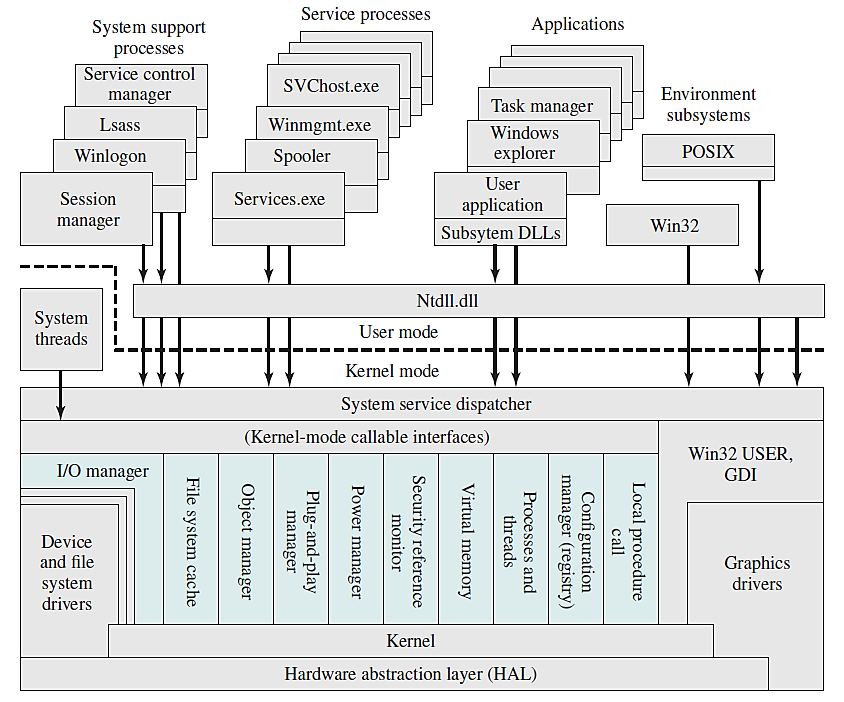 System support
processes
Service processes
Applications
Environment
subsystems
Service control
manager
Lsass
Winlogon
Session
manager
SVChost.exe
Winmgmt.exe
Spooler
Services.exe
Task manager
Windows
explorer
User
application
Subsytem DLLs
POSIX
Win32
Ntdll.dll
System
threads
User mode
Kernel mode
System service dispatcher
(Kernel-mode callable interfaces)
Win32 USER,
GDI
I/O manager
Device
and file
system
drivers
File system cache
Object manager
Plug-and-play
manager
Power manager
Security reference
monitor
Virtual memory
Processes and
threads
Configuration
manager (registry)
Local procedure
call
Graphics
drivers
Kernel
Hardware abstraction layer (HAL)